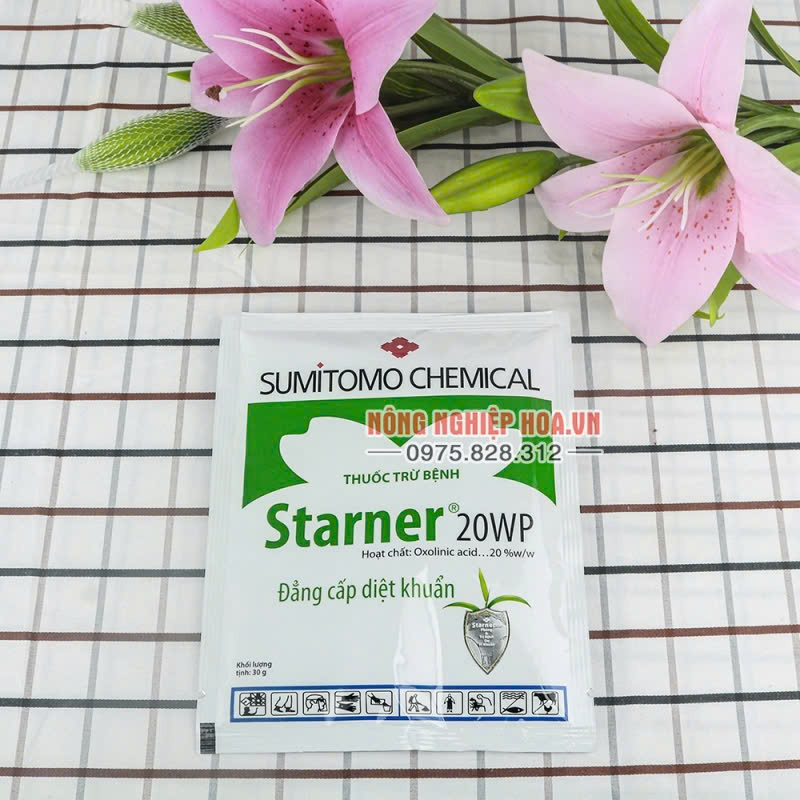 SUMITOMO CHEMICAL
NÔNG NGHIỆP HOA.VN
0975.828.312
THUỐC TRỪ BỆNH
Starner® 20WP
Hoạt chất: Oxolinic acid...20 %w/w
Đẳng cấp diệt khuẩn
Starner
Khối lượng
tịnh: 30 g